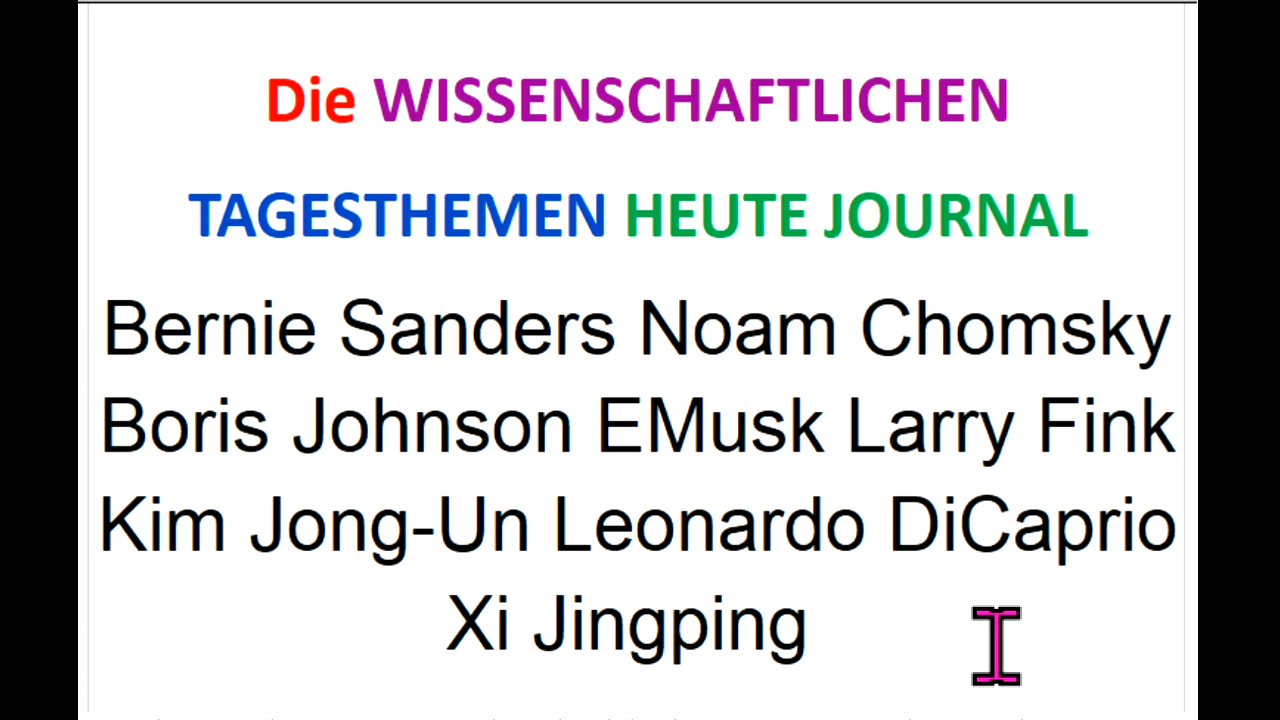 Die WISSENSCHAFTLICHEN
TAGESTHEMEN HEUTE JOURNAL
Bernie Sanders Noam Chomsky
Boris Johnson EMusk Larry Fink
Kim Jong-Un Leonardo DiCaprio
Xi Jingping